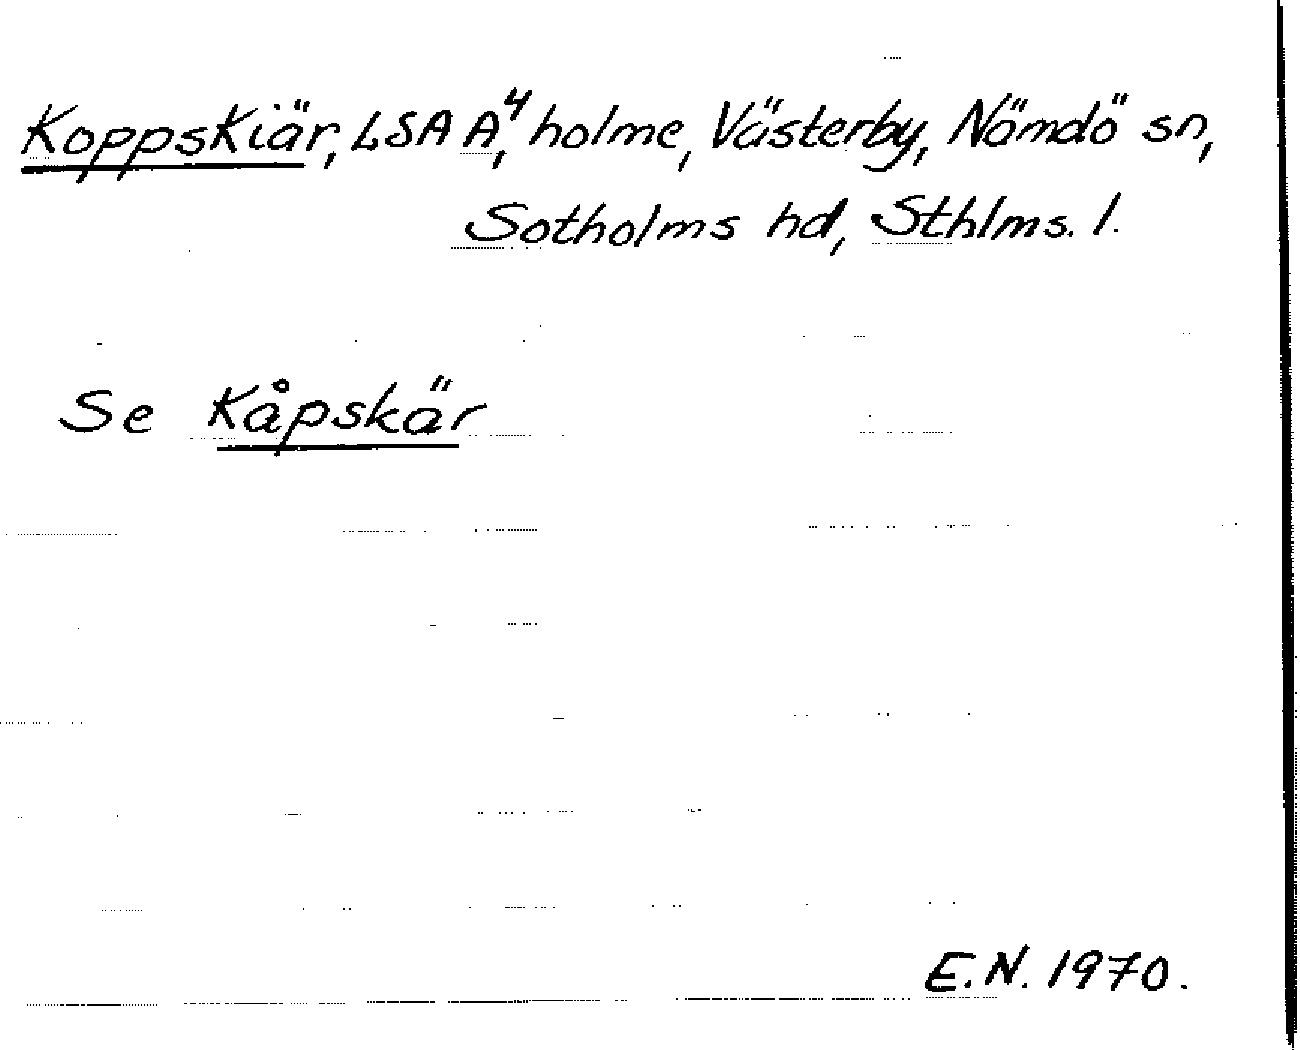 Koppskiär, LSA A⁴, holme, Västerby, Nämdö sn,
Sotholms hd, Sthlms. l.
Se Kåpskär
E.N. 1970.